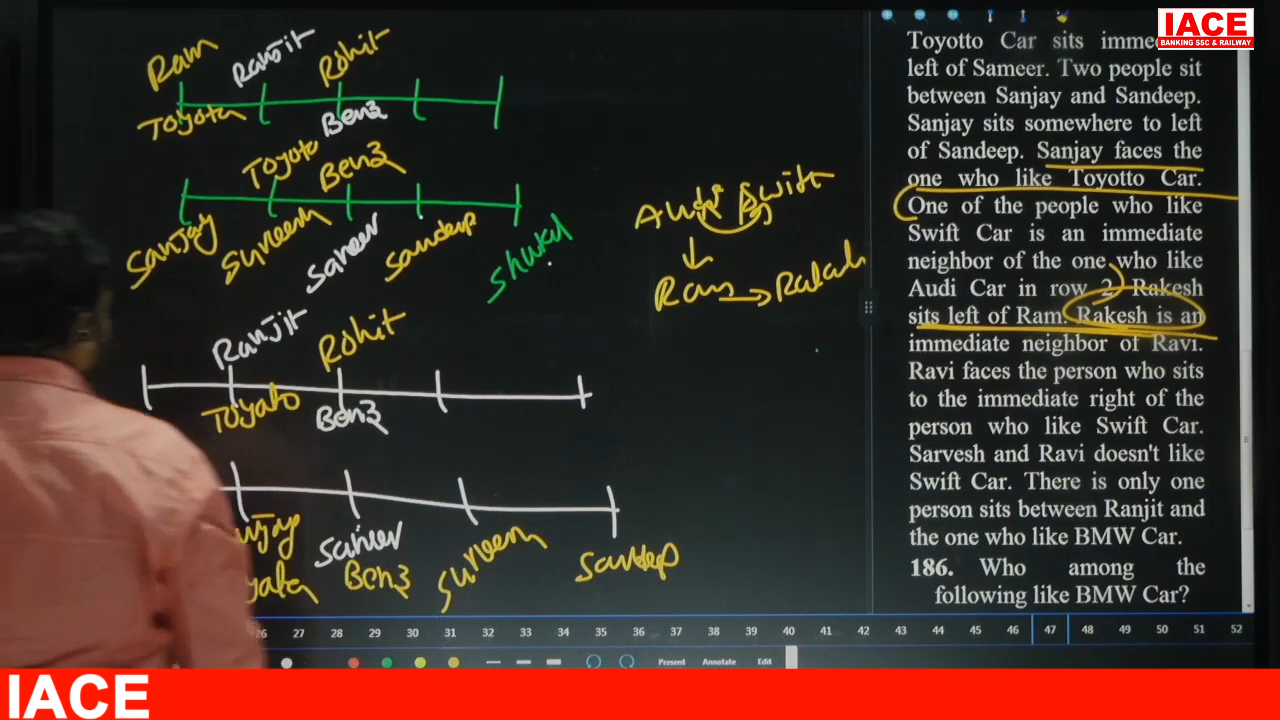 Ram Ranjit Rohit
Toyota Benz
Toyoto Benz
Sanjay Suneem Sameer Sandeep
Ranjit Rohit
Toyato Benz
Sameer Suneem Sandeep
Benz
Audi Swift
Ram
IACE
BANKING SSC & RAILWAY
Toyotto Car sits
left of Sameer. Two people sit
between Sanjay and Sandeep.
Sanjay sits somewhere to left
of Sandeep. Sanjay faces the
one who like Toyotto Car.
One of the people who like
Swift Car is an immediate
neighbor of the one who like
Audi Car in row 2. Rakesh
sits left of Ram. Rakesh is an
immediate neighbor of Ravi.
Ravi faces the person who sits
to the immediate right of the
person who like Swift Car.
Sarvesh and Ravi doesn't like
Swift Car. There is only one
person sits between Ranjit and
the one who like BMW Car.
186. Who among the
following like BMW Car?
26 27 28 29 30 31 32 33 34 35 36 37 38 39 40 41 42 43 44 45 46 47 48 49 50 51 52
Present Annotate Edit
IACE